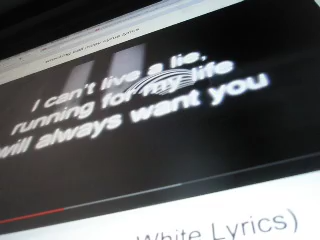 I can't live a lie,
running for my life
will always want you
White Lyrics)